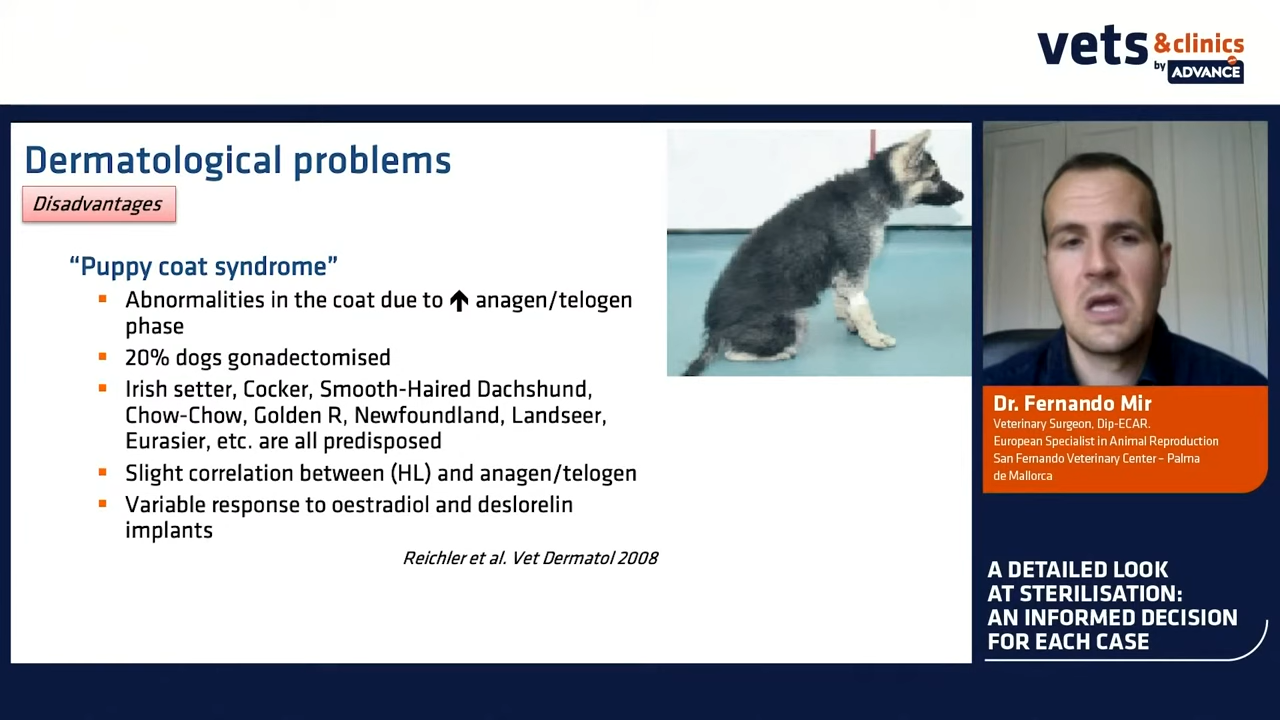 vets &clinics
by ADVANCE
Dermatological problems
Disadvantages
“Puppy coat syndrome”
▪ Abnormalities in the coat due to ↑ anagen/telogen
phase
▪ 20% dogs gonadectomised
▪ Irish setter, Cocker, Smooth-Haired Dachshund,
Chow-Chow, Golden R, Newfoundland, Landseer,
Eurasier, etc. are all predisposed
▪ Slight correlation between (HL) and anagen/telogen
▪ Variable response to oestradiol and deslorelin
implants
Reichler et al. Vet Dermatol 2008
Dr. Fernando Mir
Veterinary Surgeon, Dip-ECAR.
European Specialist in Animal Reproduction
San Fernando Veterinary Center – Palma
de Mallorca
A DETAILED LOOK
AT STERILISATION:
AN INFORMED DECISION
FOR EACH CASE